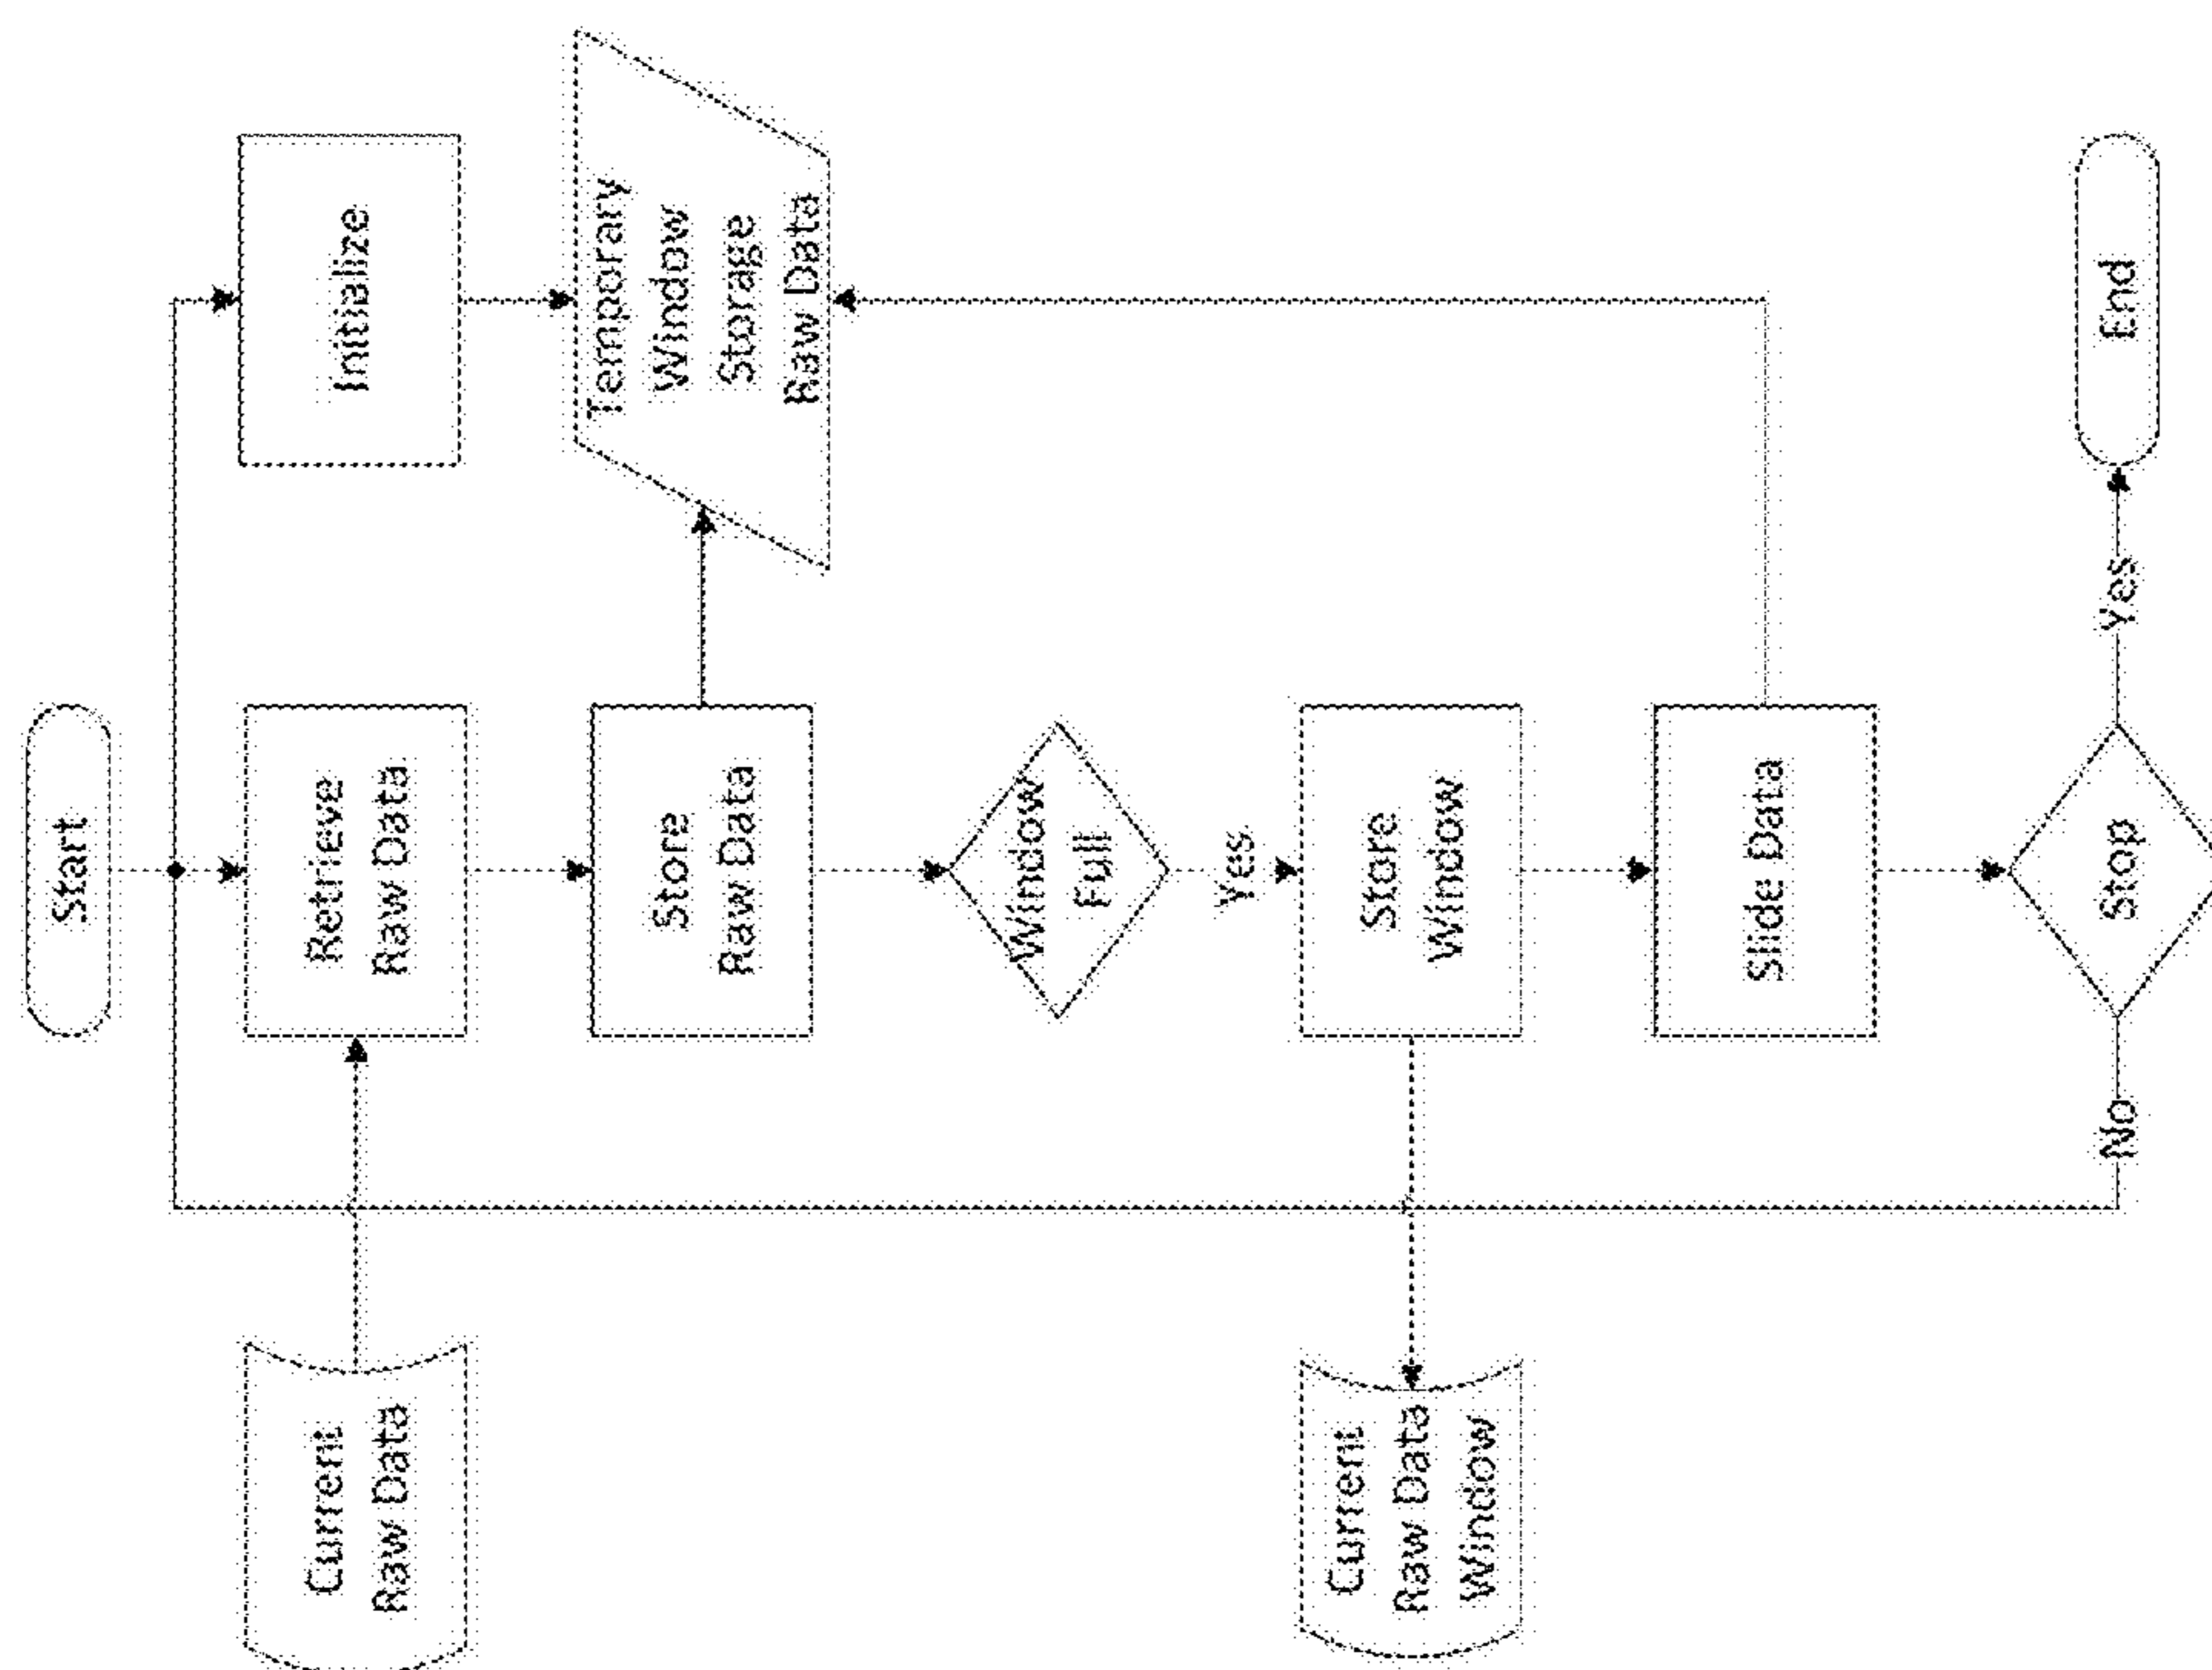 Start
Initialize
Retrieve
Raw Data
Current
Raw Data
Temporary
Window
Storage
Raw Data
Store
Raw Data
Window
Full
Yes
Store
Window
Current
Raw Data
Window
Slide Data
Stop
Yes
No
End